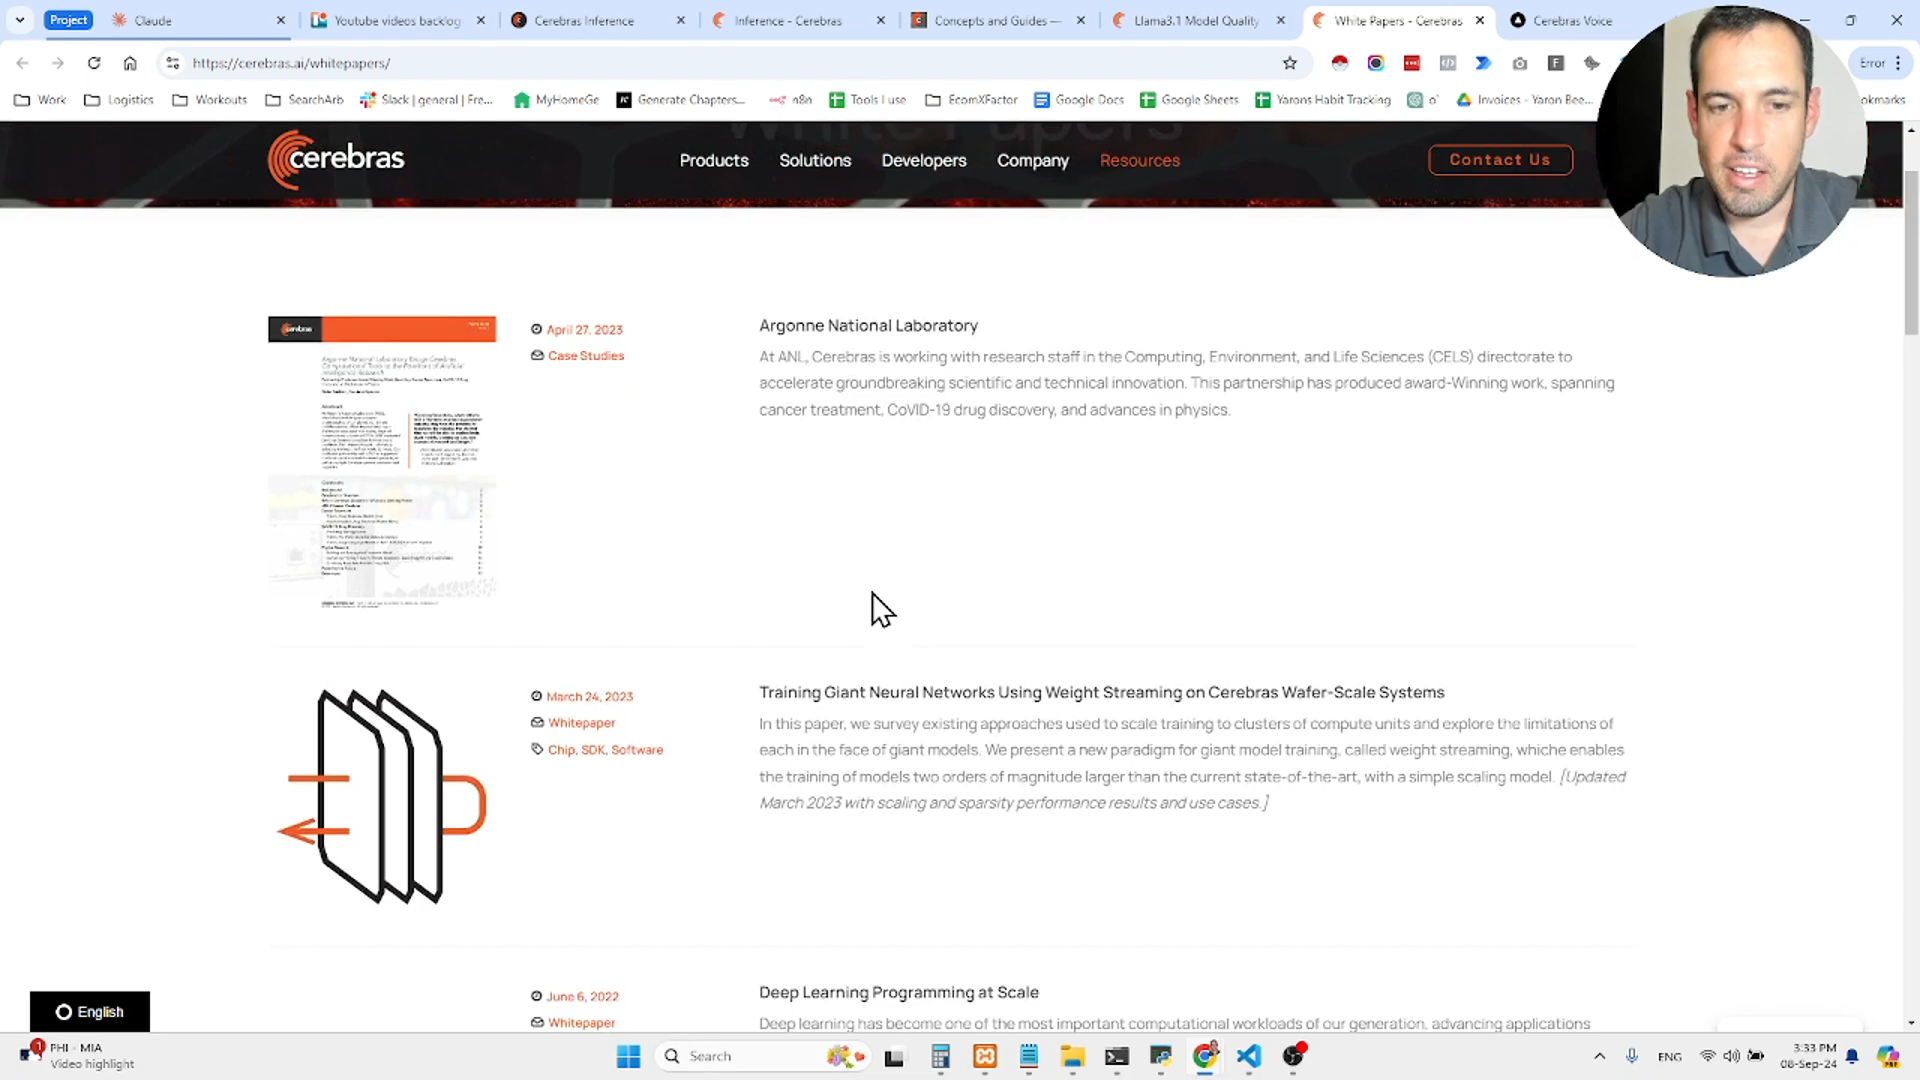 Project
Claude
Youtube videos backlog
Cerebras Inference
Inference - Cerebras
Concepts and Guides —
Llama3.1 Model Quality
White Papers - Cerebras
Cerebras Voice
https://cerebras.ai/whitepapers/
Error
Work
Logistics
Workouts
SearchArb
Slack | general | Fre...
MyHomeGe
Generate Chapters...
n8n
Tools I use
EcomXFactor
Google Docs
Google Sheets
Yarons Habit Tracking
Invoices - Yaron Bee...
White Papers
cerebras
Products
Solutions
Developers
Company
Resources
Contact Us
April 27, 2023
Case Studies
Argonne National Laboratory
At ANL, Cerebras is working with research staff in the Computing, Environment, and Life Sciences (CELS) directorate to
accelerate groundbreaking scientific and technical innovation. This partnership has produced award-Winning work, spanning
cancer treatment, CoVID-19 drug discovery, and advances in physics.
March 24, 2023
Whitepaper
Chip, SDK, Software
Training Giant Neural Networks Using Weight Streaming on Cerebras Wafer-Scale Systems
In this paper, we survey existing approaches used to scale training to clusters of compute units and explore the limitations of
each in the face of giant models. We present a new paradigm for giant model training, called weight streaming, whiche enables
the training of models two orders of magnitude larger than the current state-of-the-art, with a simple scaling model. [Updated
March 2023 with scaling and sparsity performance results and use cases.]
June 6, 2022
Whitepaper
Deep Learning Programming at Scale
Deep learning has become one of the most important computational workloads of our generation, advancing applications
English
1
PHI - MIA
Video highlight
Search
ENG
3:33 PM
08-Sep-24